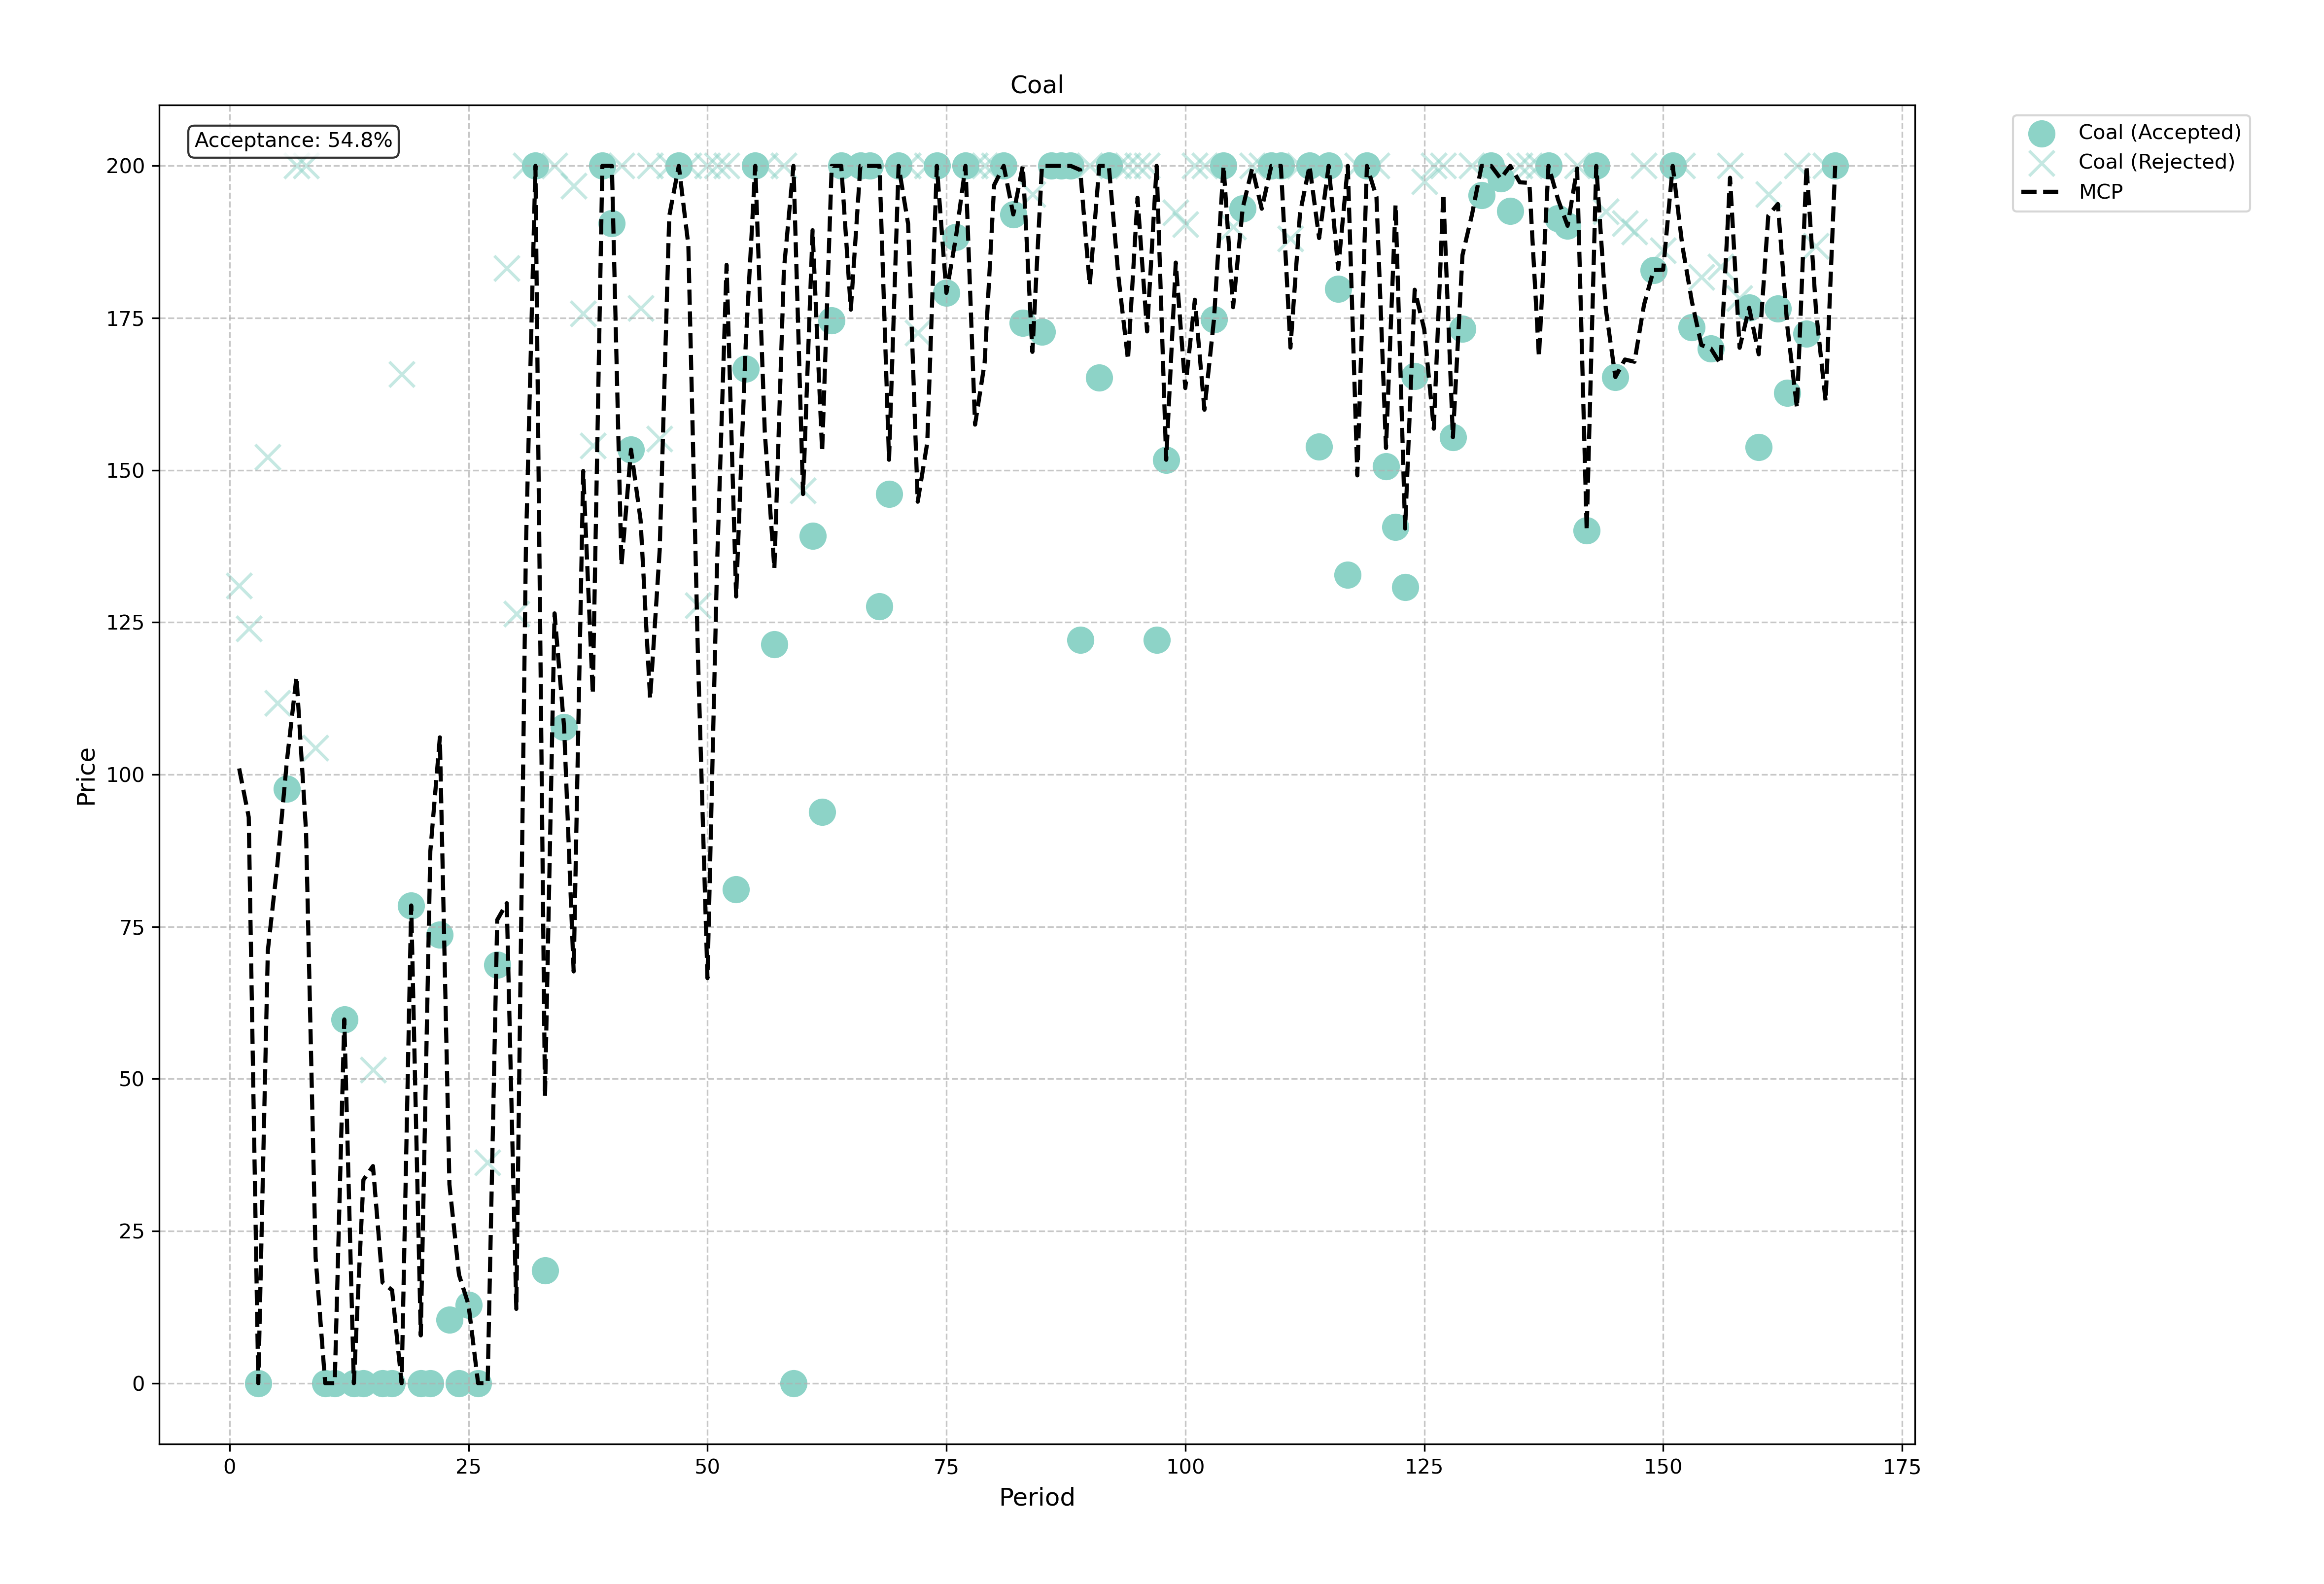 Coal
Acceptance: 54.8%
Coal (Accepted)
Coal (Rejected)
MCP
200
175
150
125
100
75
50
25
0
Price
0 25 50 75 100 125 150 175
Period